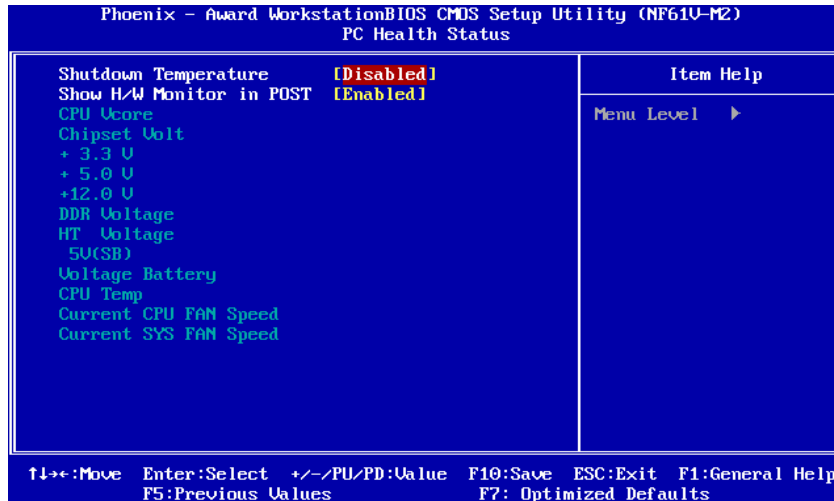 Phoenix - Award WorkstationBIOS CMOS Setup Utility (NF61V-M2)
PC Health Status
Shutdown Temperature [Disabled]
Show H/W Monitor in POST [Enabled]
CPU Vcore
Chipset Volt
+ 3.3 V
+ 5.0 V
+12.0 V
DDR Voltage
HT Voltage
5V(SB)
Voltage Battery
CPU Temp
Current CPU FAN Speed
Current SYS FAN Speed
Item Help
Menu Level ▶
↑↓→←:Move Enter:Select +/-/PU/PD:Value F10:Save ESC:Exit F1:General Help
F5:Previous Values F7: Optimized Defaults